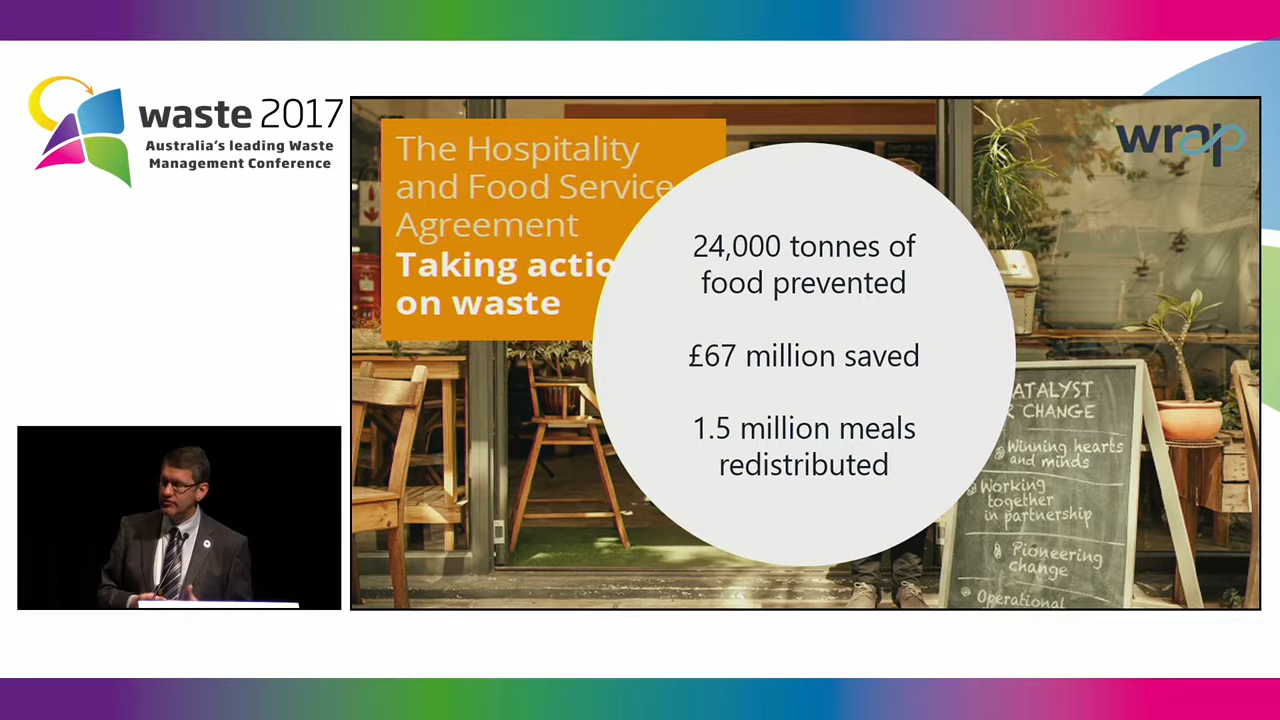 waste 2017
Australia's leading Waste
Management Conference
The Hospitality
and Food Service
Agreement
Taking actio
on waste
wrap
24,000 tonnes of
food prevented
£67 million saved
1.5 million meals
redistributed
ATALYST
R CHANGE
Winning hearts
and minds
Working
together
in partnership
Pioneering
change
Operational